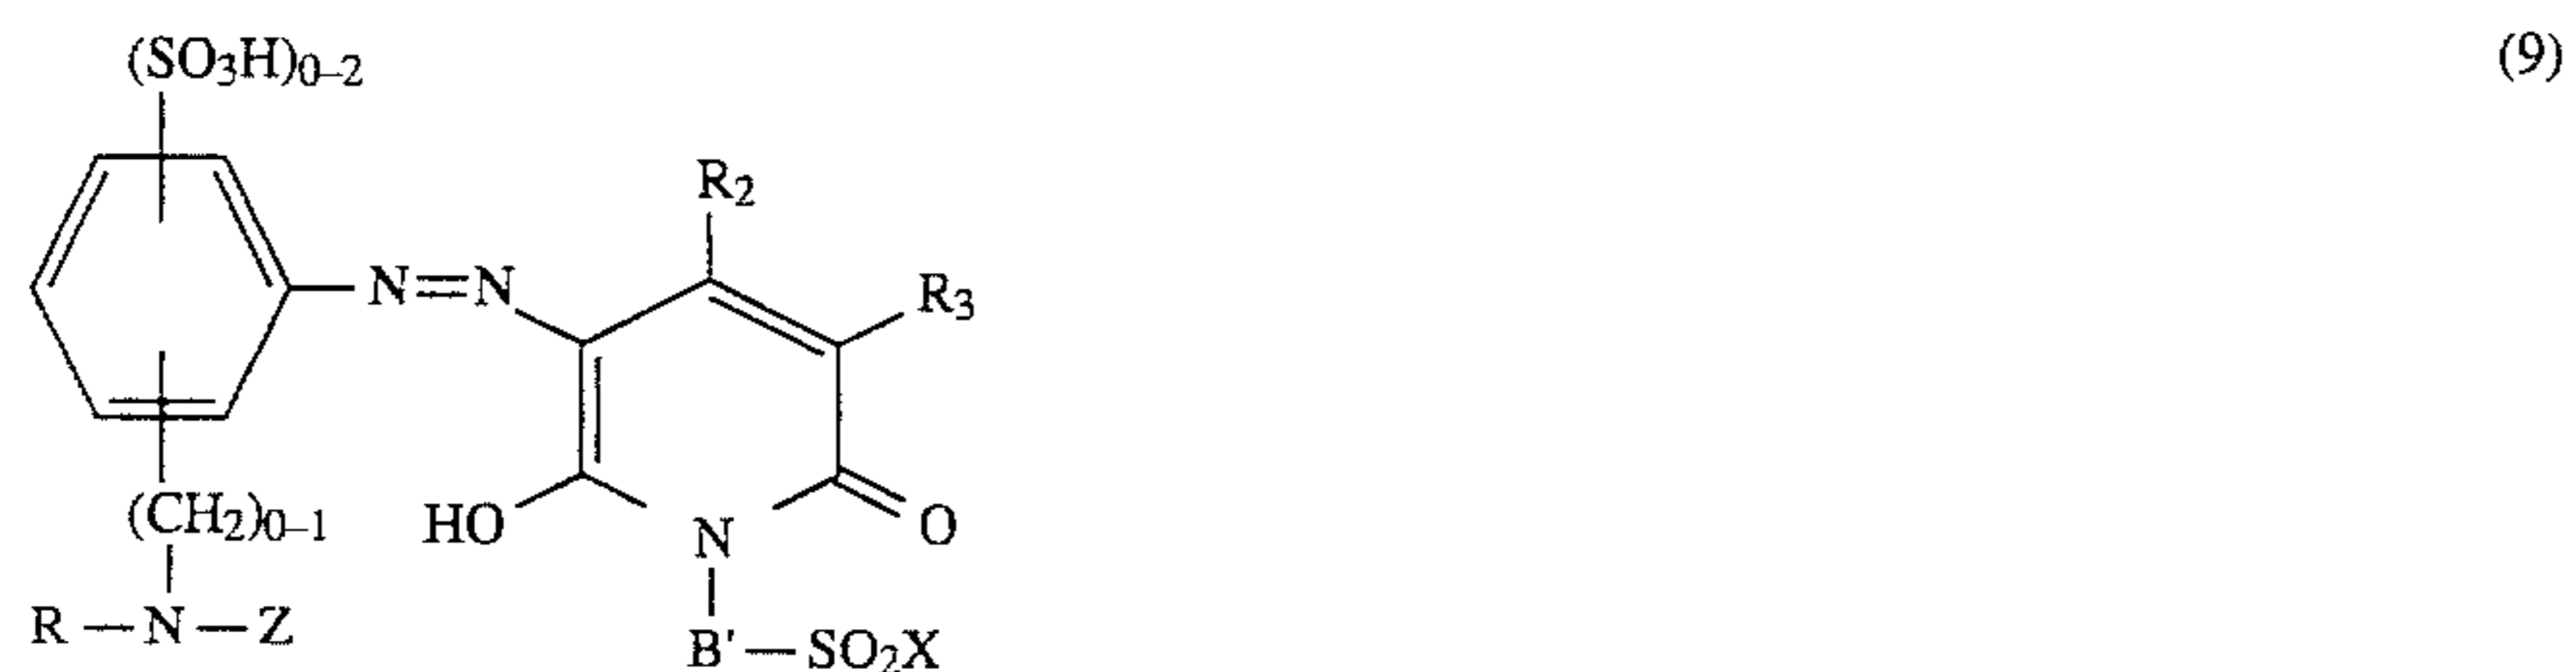 (SO3H)0–2 (9)
R2
N=N R3
(CH2)0–1 HO N O
R—N—Z B'—SO2X